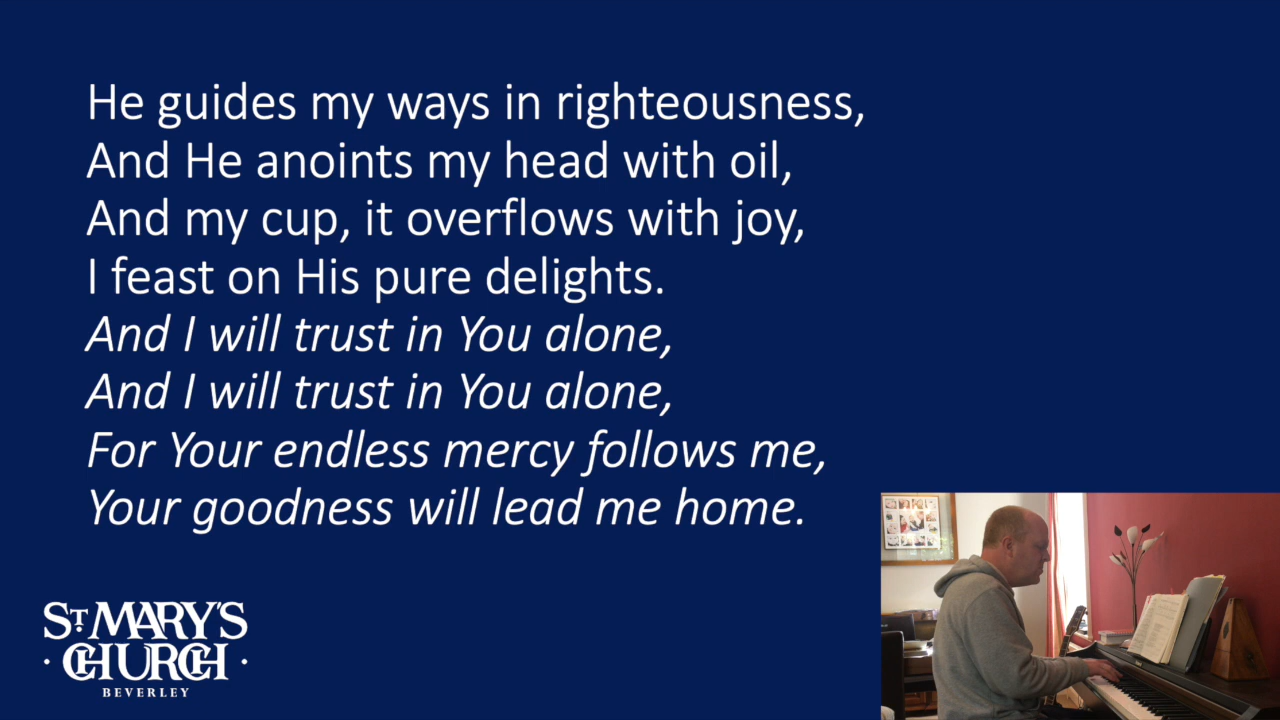 He guides my ways in righteousness,
And He anoints my head with oil,
And my cup, it overflows with joy,
I feast on His pure delights.
And I will trust in You alone,
And I will trust in You alone,
For Your endless mercy follows me,
Your goodness will lead me home.
ST MARY'S
· CHURCH ·
BEVERLEY